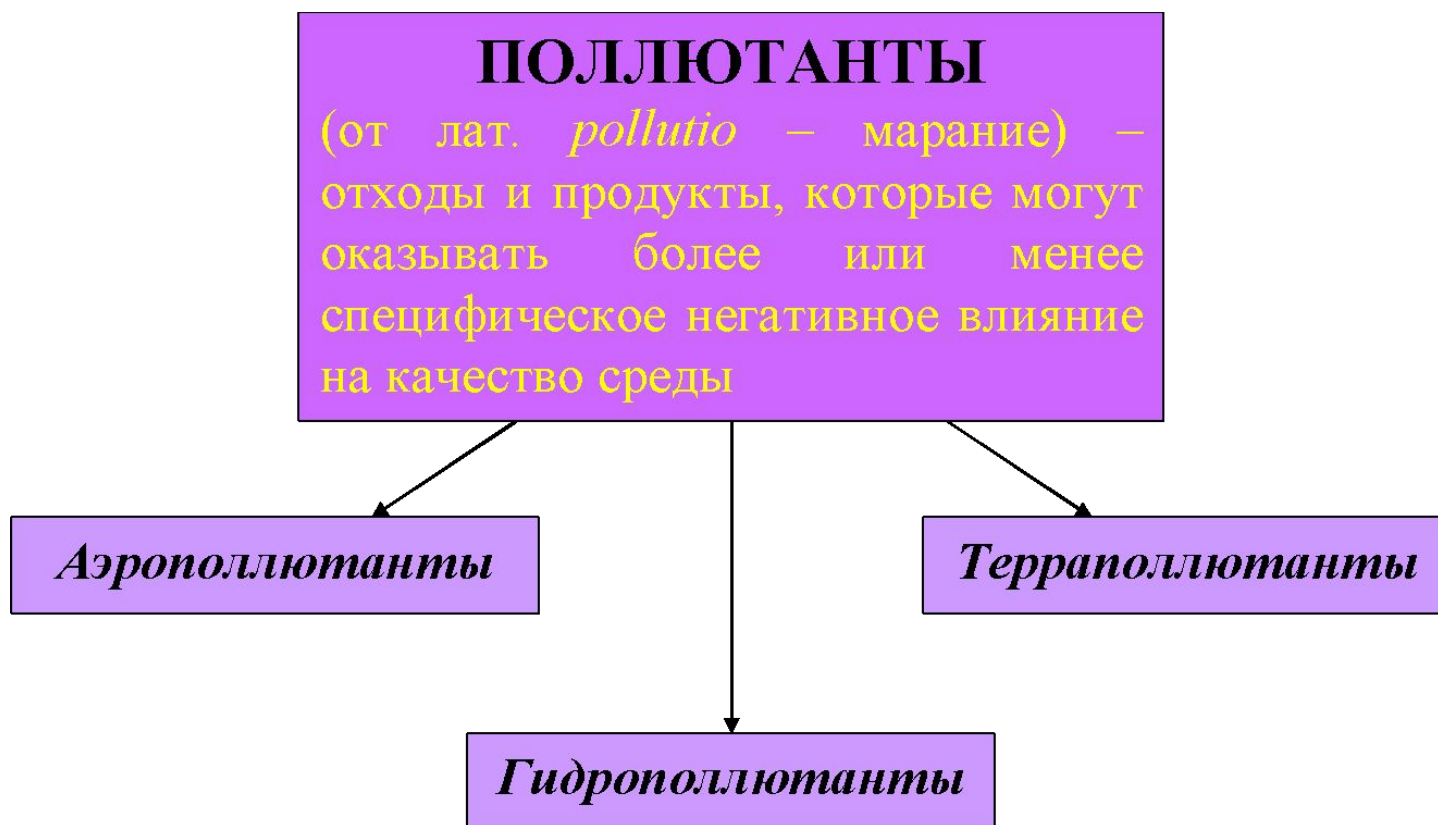 ПОЛЛЮТАНТЫ
(от лат. pollutio – марание) –
отходы и продукты, которые могут
оказывать более или менее
специфическое негативное влияние
на качество среды
Аэрополлютанты
Терраполлютанты
Гидрополлютанты